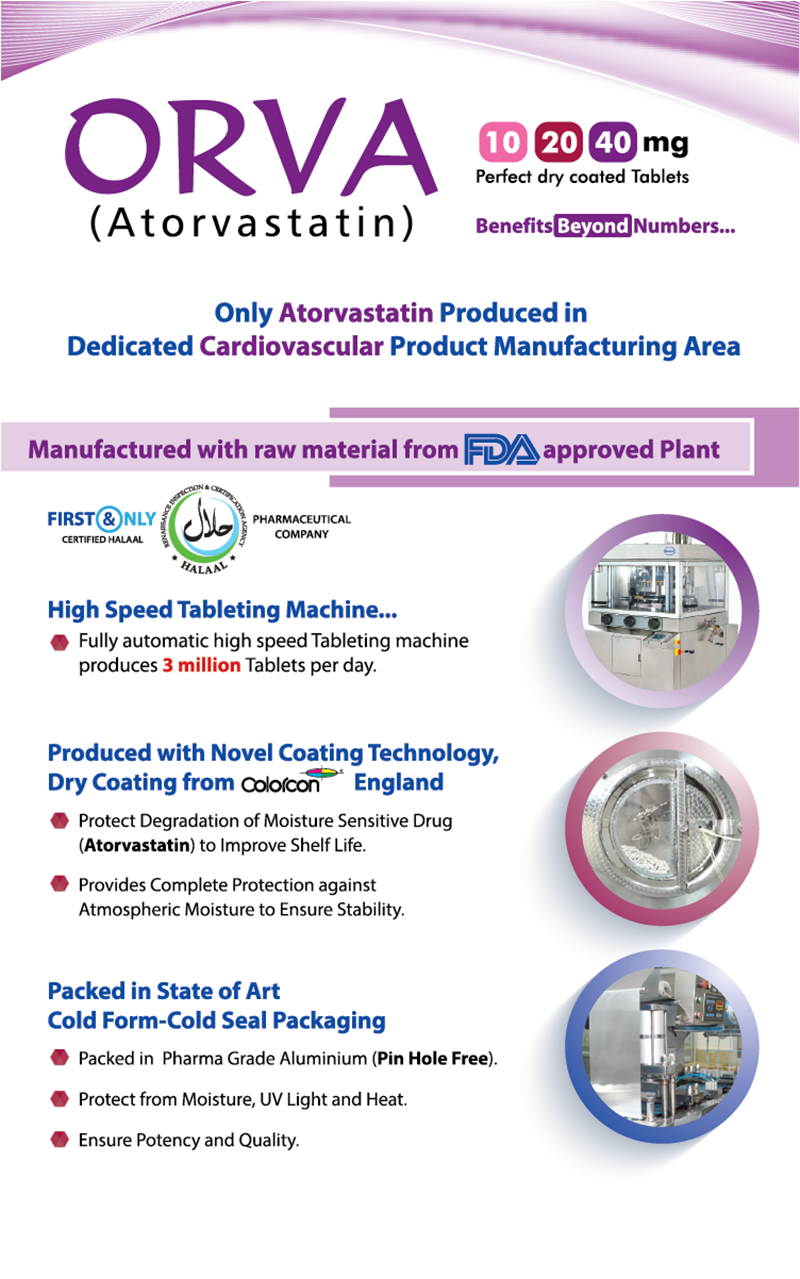 ORVA
(Atorvastatin)
10 20 40 mg
Perfect dry coated Tablets
Benefits Beyond Numbers...
Only Atorvastatin Produced in
Dedicated Cardiovascular Product Manufacturing Area
Manufactured with raw material from FDA approved Plant
FIRST & ONLY
CERTIFIED HALAAL
RENAISSANCE INSPECTION & CERTIFICATION AGENCY
حلال
HALAAL
PHARMACEUTICAL
COMPANY
High Speed Tableting Machine...
Fully automatic high speed Tableting machine
produces 3 million Tablets per day.
Produced with Novel Coating Technology,
Dry Coating from Colorcon England
Protect Degradation of Moisture Sensitive Drug
(Atorvastatin) to Improve Shelf Life.
Provides Complete Protection against
Atmospheric Moisture to Ensure Stability.
Packed in State of Art
Cold Form-Cold Seal Packaging
Packed in Pharma Grade Aluminium (Pin Hole Free).
Protect from Moisture, UV Light and Heat.
Ensure Potency and Quality.